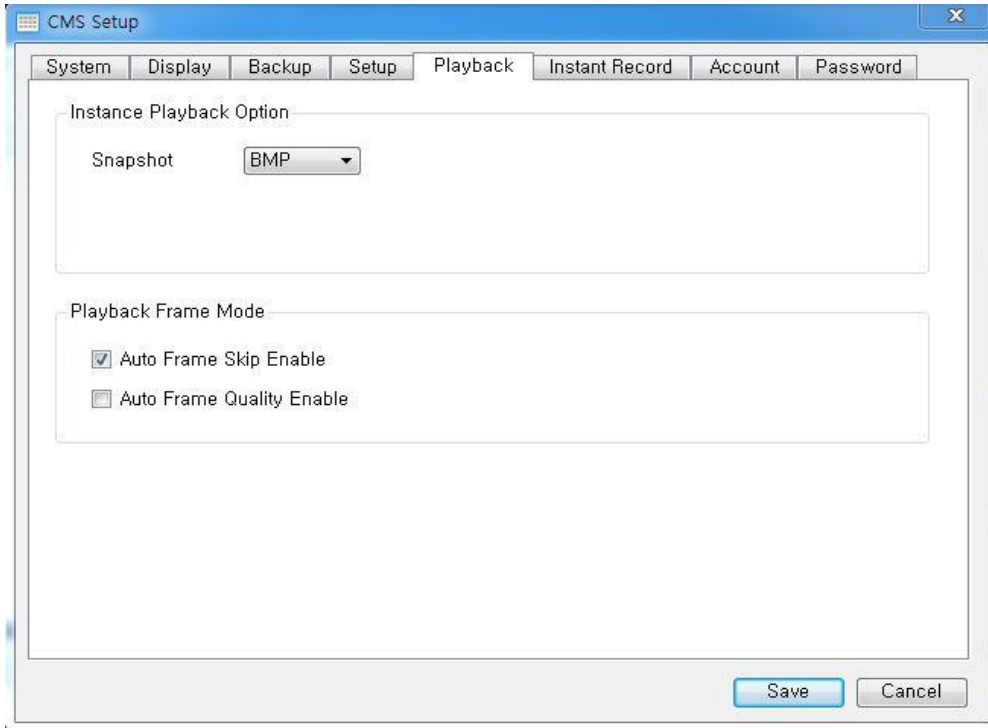 CMS Setup
System Display Backup Setup Playback Instant Record Account Password
Instance Playback Option
Snapshot BMP
Playback Frame Mode
Auto Frame Skip Enable
Auto Frame Quality Enable
Save Cancel